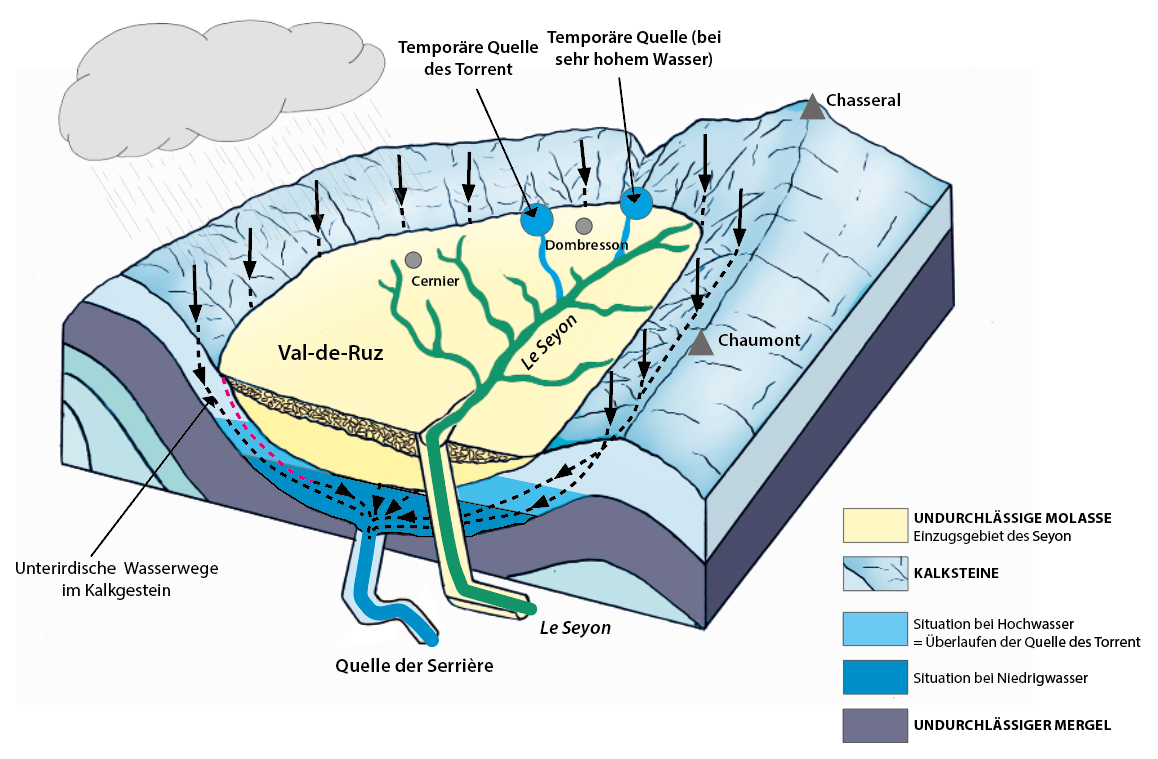 Temporäre Quelle
des Torrent
Temporäre Quelle (bei
sehr hohem Wasser)
Chasseral
Dombresson
Cernier
Le Seyon
Val-de-Ruz
Chaumont
Unterirdische Wasserwege
im Kalkgestein
Le Seyon
Quelle der Serrière
UNDURCHLÄSSIGE MOLASSE
Einzugsgebiet des Seyon
KALKSTEINE
Situation bei Hochwasser
= Überlaufen der Quelle des Torrent
Situation bei Niedrigwasser
UNDURCHLÄSSIGER MERGEL